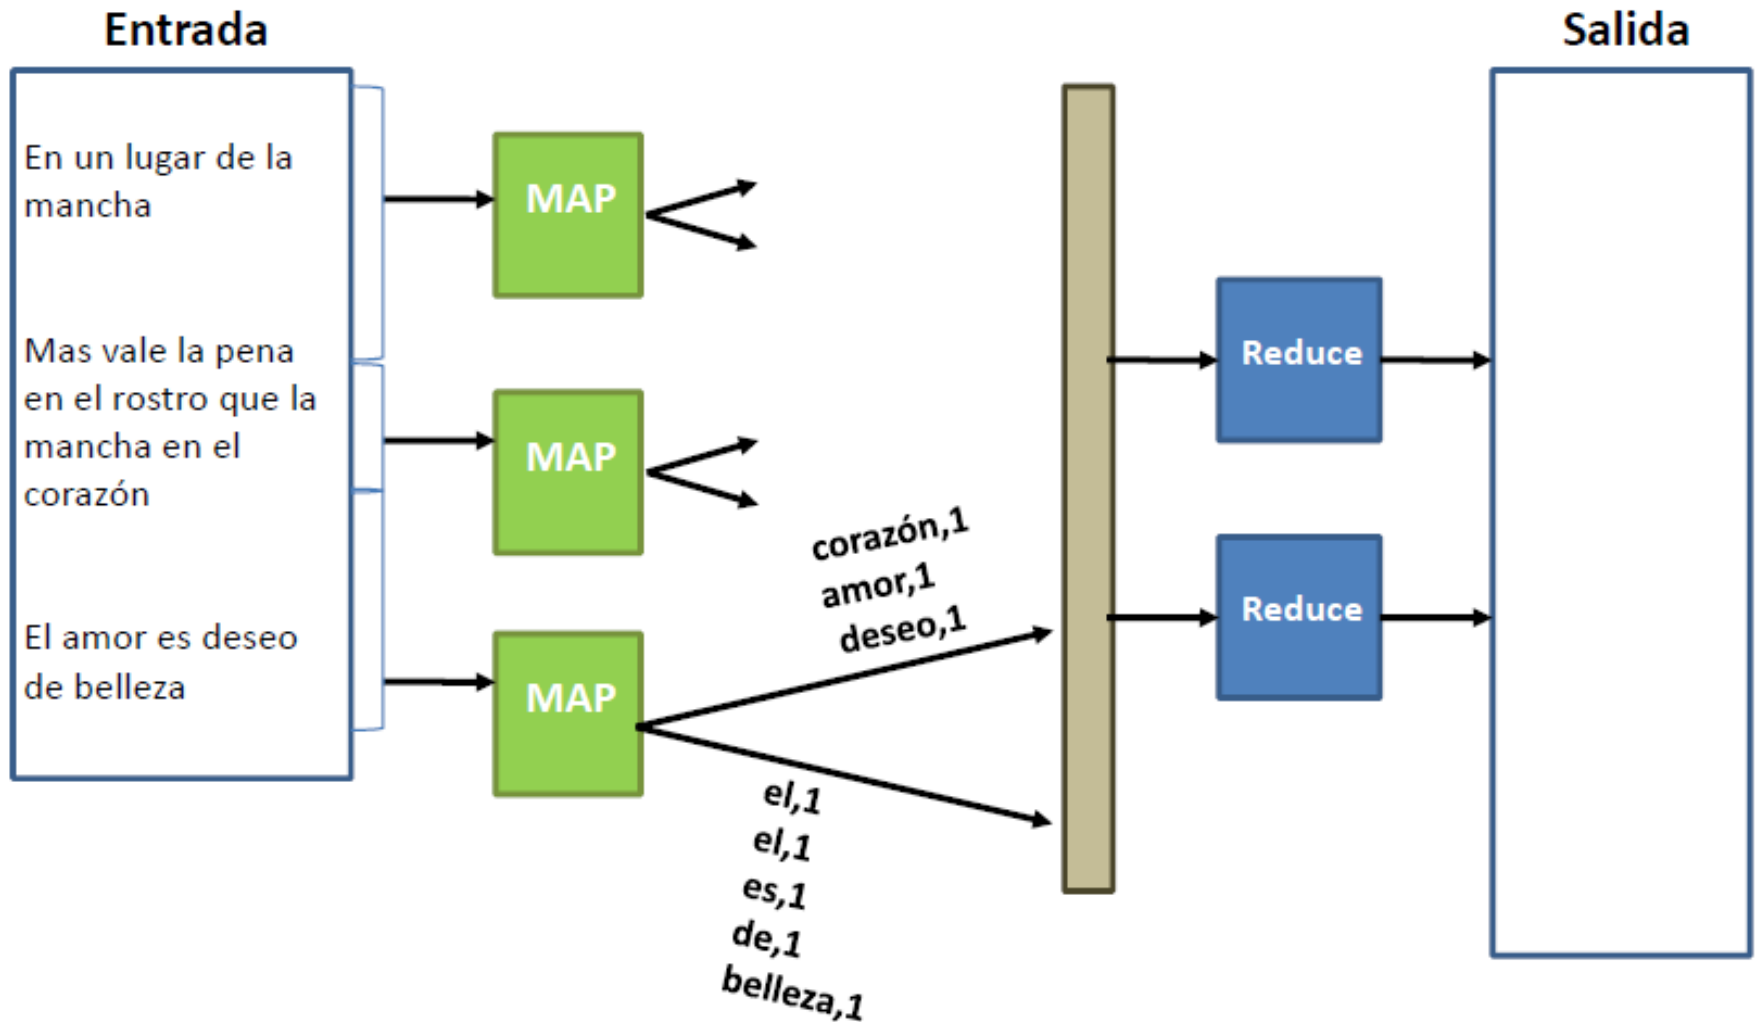 Entrada
Salida
En un lugar de la
mancha
Mas vale la pena
en el rostro que la
mancha en el
corazón
El amor es deseo
de belleza
MAP
MAP
MAP
corazón,1
amor,1
deseo,1
el,1
el,1
es,1
de,1
belleza,1
Reduce
Reduce